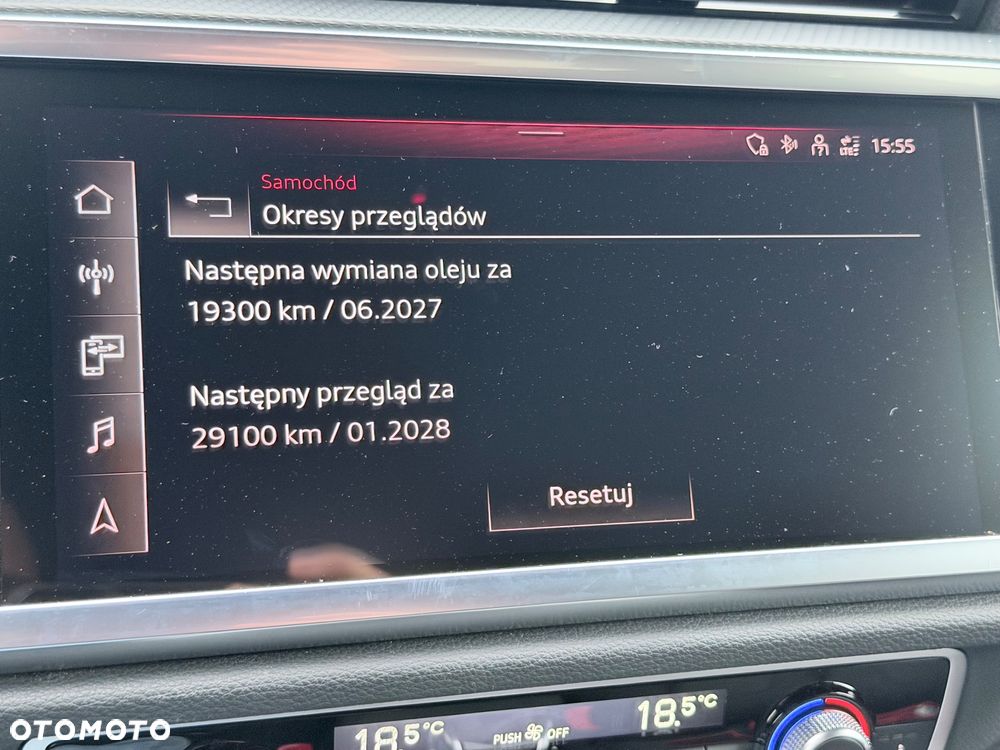 LTE 15:55
Samochód
Okresy przeglądów
Następna wymiana oleju za
19300 km / 06.2027
Następny przegląd za
29100 km / 01.2028
Resetuj
18.5°C PUSH OFF 18.5°C
OTOMOTO